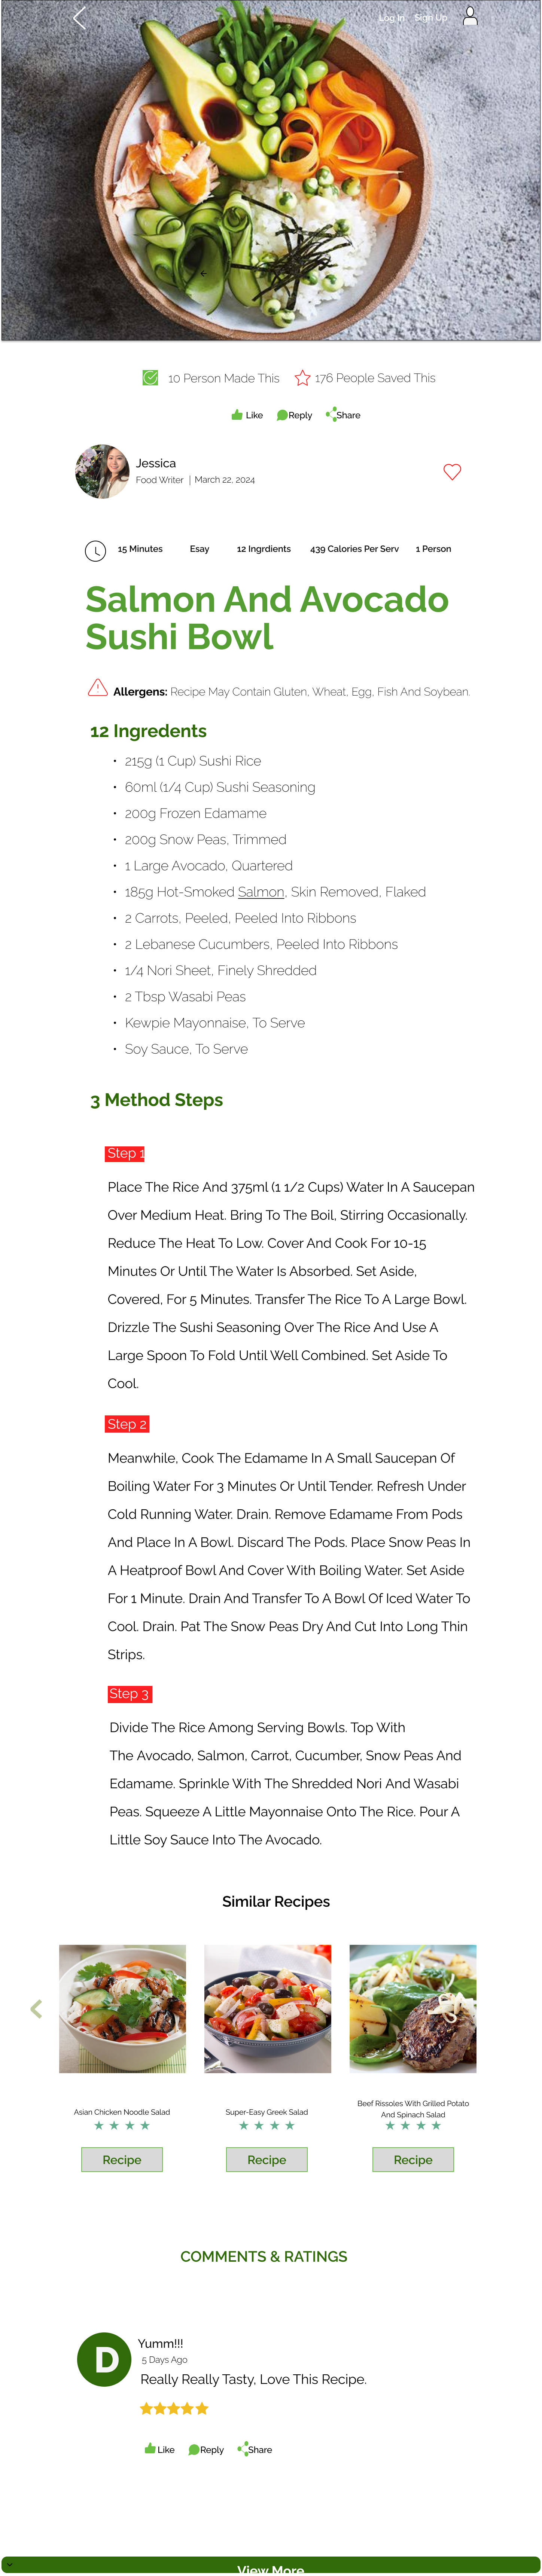 Log In Sign Up
10 Person Made This 176 People Saved This
Like Reply Share
Jessica
Food Writer | March 22, 2024
15 Minutes Esay 12 Ingrdients 439 Calories Per Serv 1 Person
Salmon And Avocado
Sushi Bowl
Allergens: Recipe May Contain Gluten, Wheat, Egg, Fish And Soybean.
12 Ingredents
• 215g (1 Cup) Sushi Rice
• 60ml (1/4 Cup) Sushi Seasoning
• 200g Frozen Edamame
• 200g Snow Peas, Trimmed
• 1 Large Avocado, Quartered
• 185g Hot-Smoked Salmon, Skin Removed, Flaked
• 2 Carrots, Peeled, Peeled Into Ribbons
• 2 Lebanese Cucumbers, Peeled Into Ribbons
• 1/4 Nori Sheet, Finely Shredded
• 2 Tbsp Wasabi Peas
• Kewpie Mayonnaise, To Serve
• Soy Sauce, To Serve
3 Method Steps
Step 1
Place The Rice And 375ml (1 1/2 Cups) Water In A Saucepan
Over Medium Heat. Bring To The Boil, Stirring Occasionally.
Reduce The Heat To Low. Cover And Cook For 10-15
Minutes Or Until The Water Is Absorbed. Set Aside,
Covered, For 5 Minutes. Transfer The Rice To A Large Bowl.
Drizzle The Sushi Seasoning Over The Rice And Use A
Large Spoon To Fold Until Well Combined. Set Aside To
Cool.
Step 2
Meanwhile, Cook The Edamame In A Small Saucepan Of
Boiling Water For 3 Minutes Or Until Tender. Refresh Under
Cold Running Water. Drain. Remove Edamame From Pods
And Place In A Bowl. Discard The Pods. Place Snow Peas In
A Heatproof Bowl And Cover With Boiling Water. Set Aside
For 1 Minute. Drain And Transfer To A Bowl Of Iced Water To
Cool. Drain. Pat The Snow Peas Dry And Cut Into Long Thin
Strips.
Step 3
Divide The Rice Among Serving Bowls. Top With
The Avocado, Salmon, Carrot, Cucumber, Snow Peas And
Edamame. Sprinkle With The Shredded Nori And Wasabi
Peas. Squeeze A Little Mayonnaise Onto The Rice. Pour A
Little Soy Sauce Into The Avocado.
Similar Recipes
Asian Chicken Noodle Salad
Super-Easy Greek Salad
Beef Rissoles With Grilled Potato
And Spinach Salad
Recipe Recipe Recipe
COMMENTS & RATINGS
D
Yumm!!!
5 Days Ago
Really Really Tasty, Love This Recipe.
Like Reply Share
View More